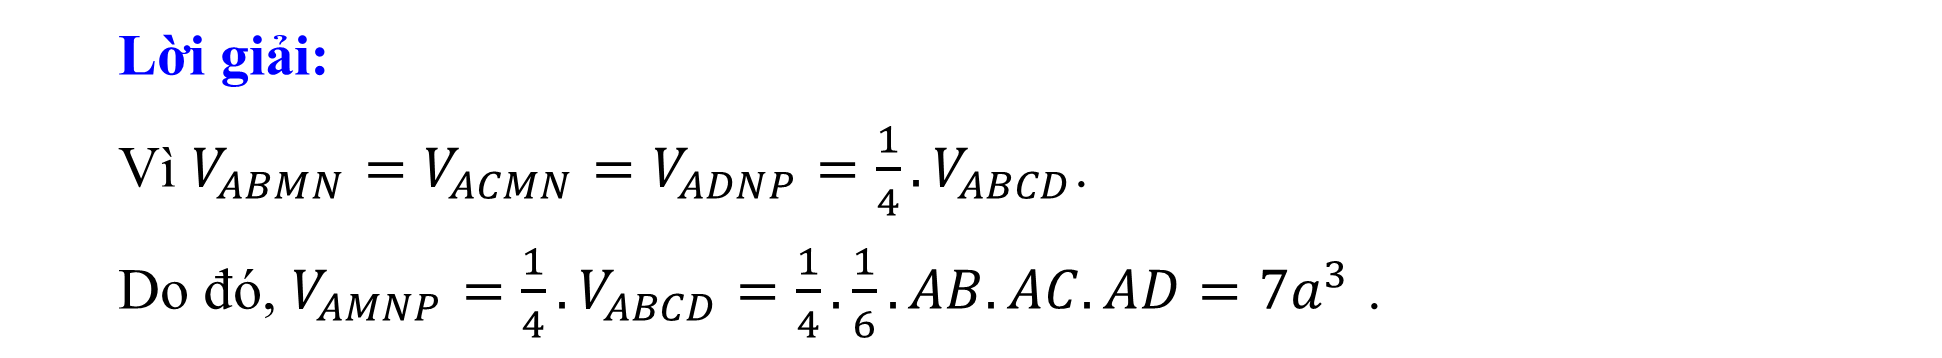 Lời giải:
Vì $V_{ABMN} = V_{ACMN} = V_{ADNP} = \frac{1}{4}.V_{ABCD}$.
Do đó, $V_{AMNP} = \frac{1}{4}.V_{ABCD} = \frac{1}{4}.\frac{1}{6}.AB.AC.AD = 7a^3$ .